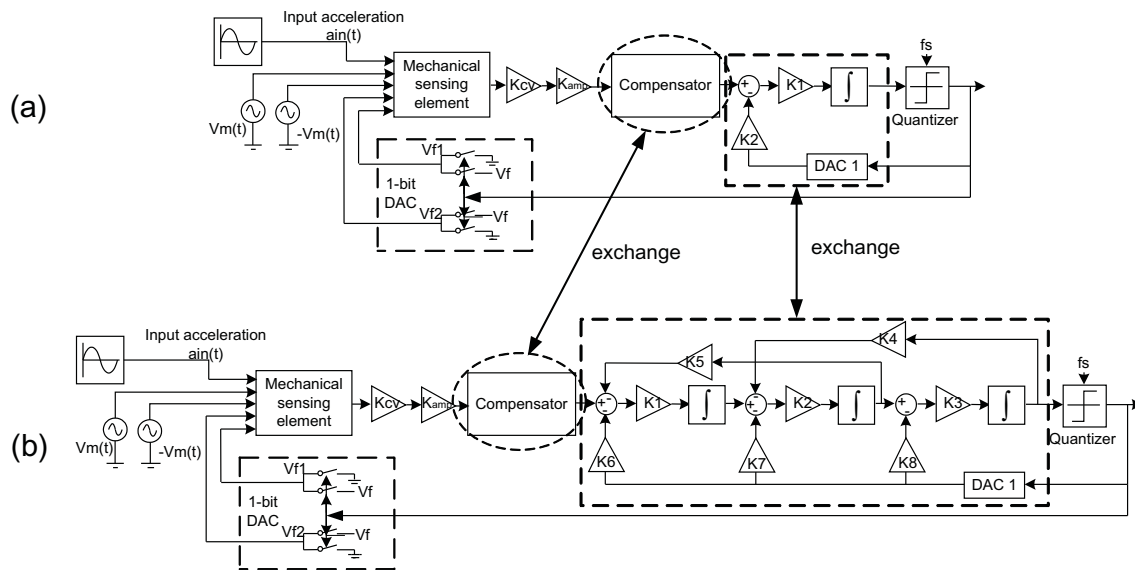 (a)
Input acceleration
ain(t)
Vm(t)
-Vm(t)
Mechanical
sensing
element
Kcv
Kamp
Compensator
+
-
K1
∫
K2
DAC 1
fs
Quantizer
1-bit
DAC
Vf1
Vf
Vf2
Vf
exchange
exchange
(b)
Input acceleration
ain(t)
Vm(t)
-Vm(t)
Mechanical
sensing
element
Kcv
Kamp
Compensator
K5
K4
+
-
K1
∫
+
-
K2
∫
+
-
K3
∫
K6
K7
K8
DAC 1
fs
Quantizer
1-bit
DAC
Vf1
Vf
Vf2
Vf